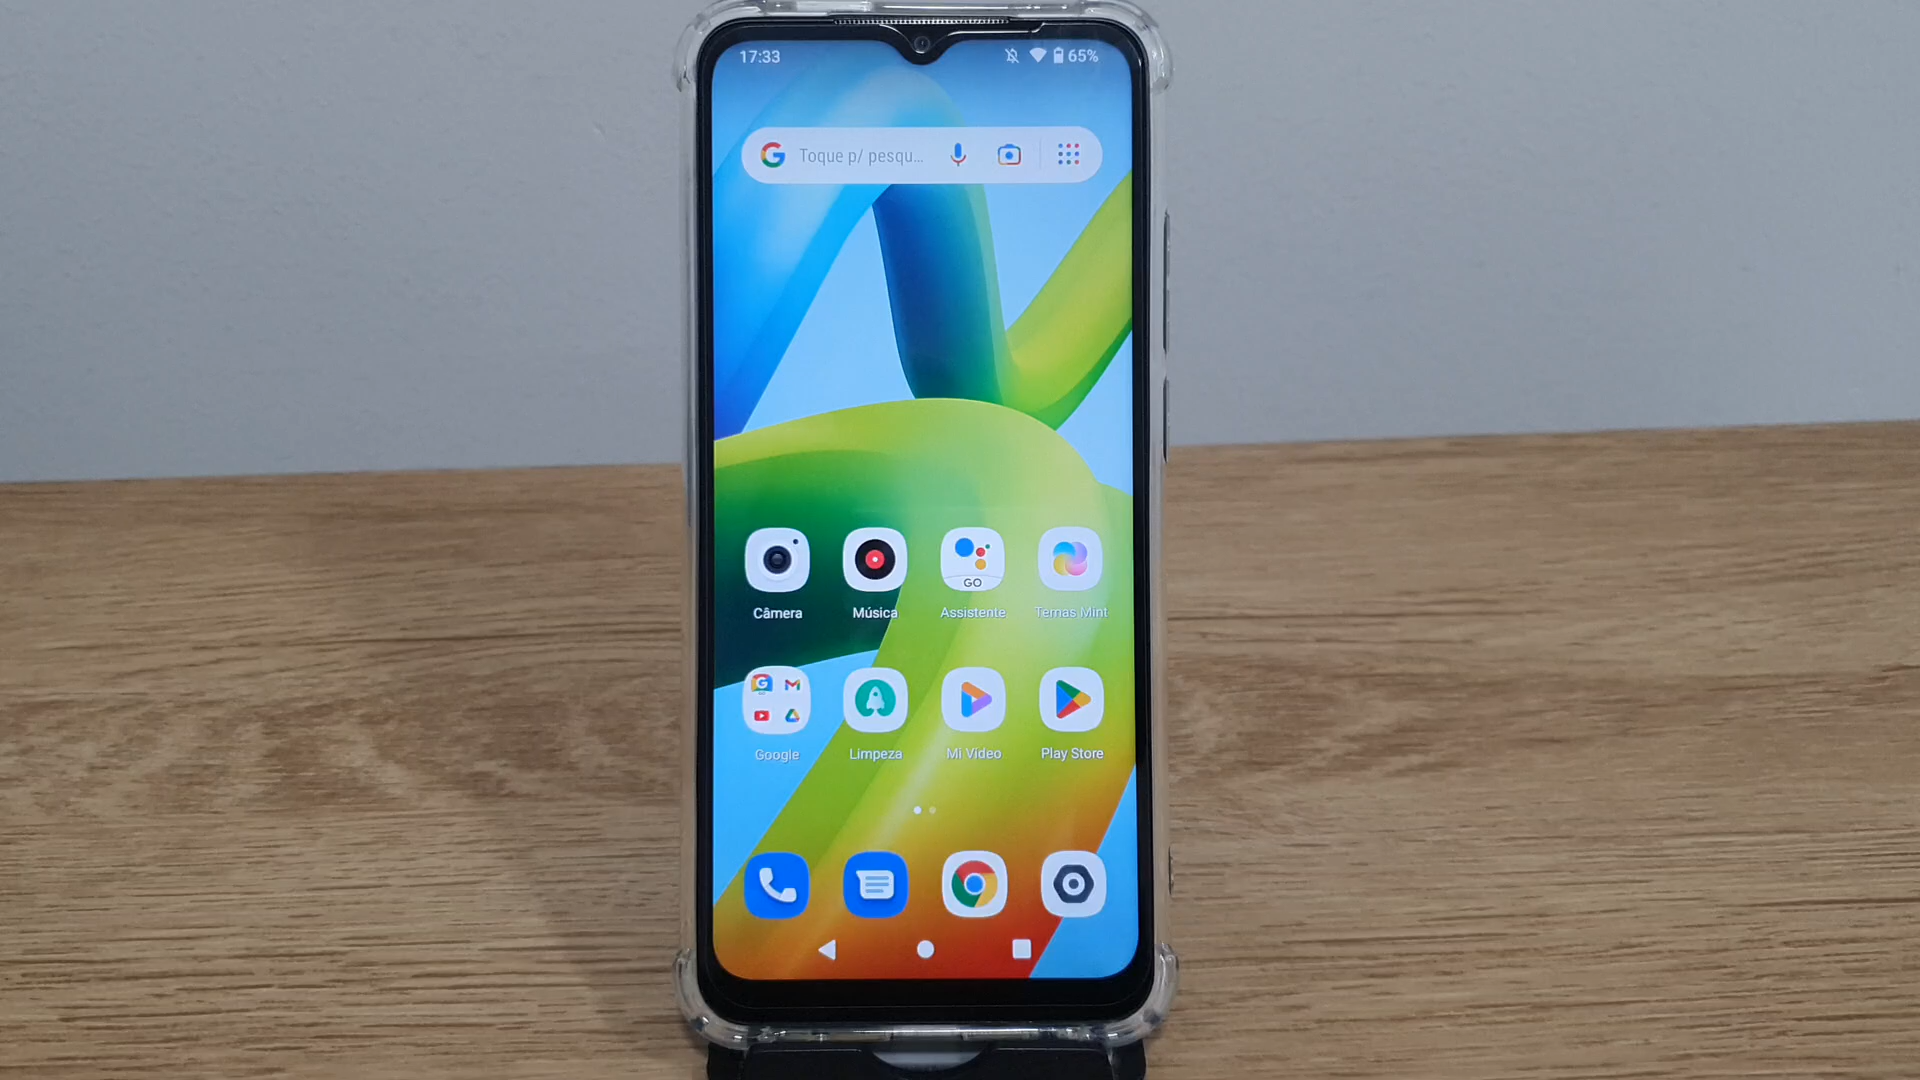 17:33
65%
Toque p/ pesqu...
GO
Câmera
Música
Assistente
Temas Mint
Google
Limpeza
Mi Video
Play Store